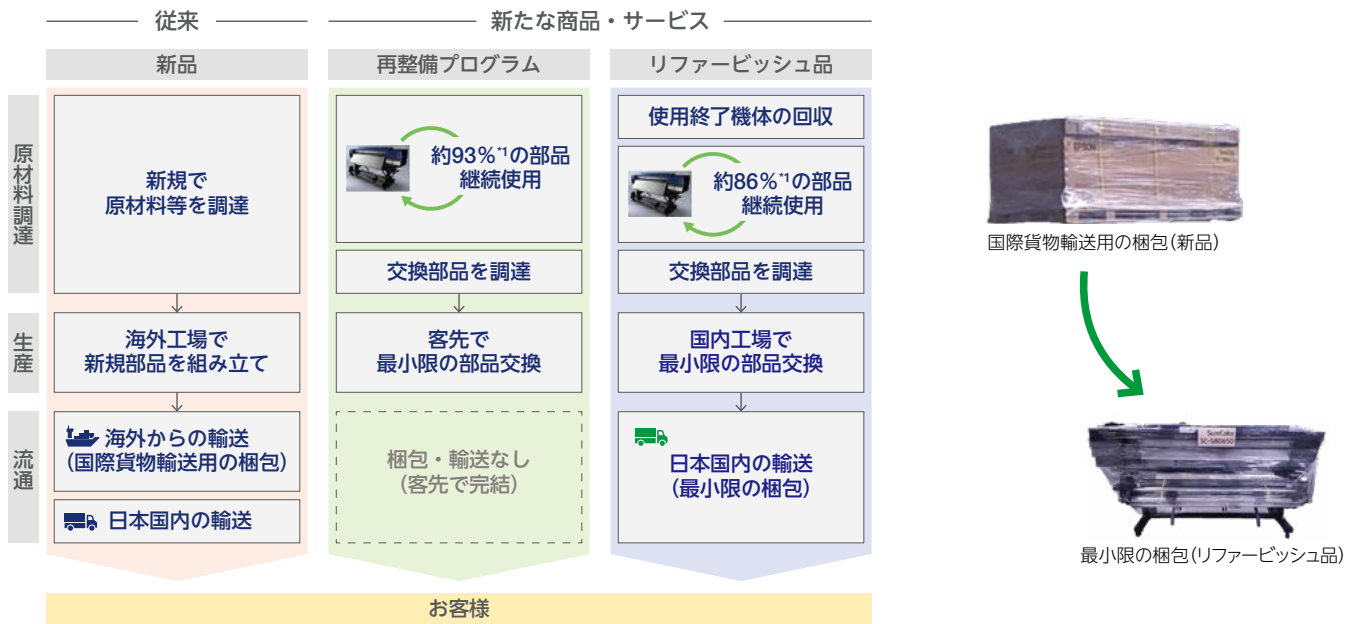 従来
新たな商品・サービス
新品
再整備プログラム
リファービッシュ品
原材料調達
新規で
原材料等を調達
約93％*1の部品
継続使用
交換部品を調達
使用終了機体の回収
約86％*1の部品
継続使用
交換部品を調達
生産
海外工場で
新規部品を組み立て
客先で
最小限の部品交換
国内工場で
最小限の部品交換
流通
海外からの輸送
(国際貨物輸送用の梱包)
日本国内の輸送
梱包・輸送なし
(客先で完結)
日本国内の輸送
(最小限の梱包)
お客様
EPSON
国際貨物輸送用の梱包(新品)
SureColor
SC-S80650
最小限の梱包(リファービッシュ品)